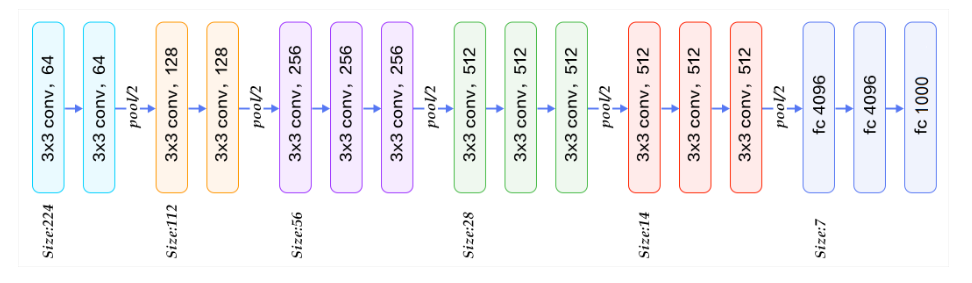 3x3 conv, 64
3x3 conv, 64
pool/2
3x3 conv, 128
3x3 conv, 128
pool/2
3x3 conv, 256
3x3 conv, 256
3x3 conv, 256
pool/2
3x3 conv, 512
3x3 conv, 512
3x3 conv, 512
pool/2
3x3 conv, 512
3x3 conv, 512
3x3 conv, 512
pool/2
fc 4096
fc 4096
fc 1000
Size:224
Size:112
Size:56
Size:28
Size:14
Size:7